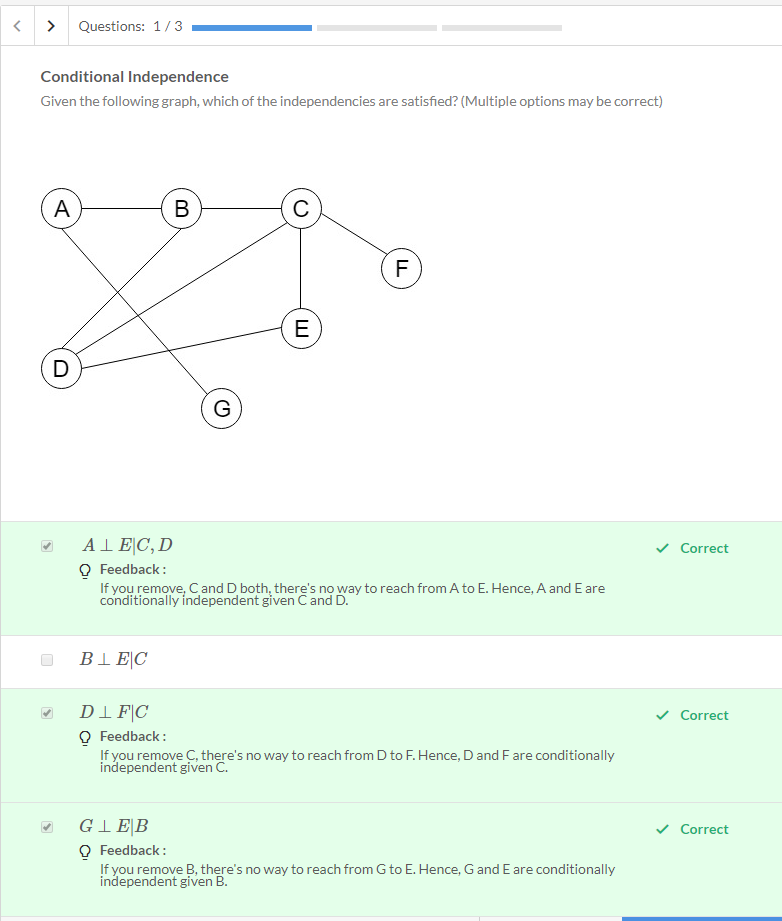 Questions: 1 / 3
Conditional Independence
Given the following graph, which of the independencies are satisfied? (Multiple options may be correct)
A B C
F
E
D
G
A ⊥ E|C, D
Correct
Feedback :
If you remove, C and D both, there's no way to reach from A to E. Hence, A and E are
conditionally independent given C and D.
B ⊥ E|C
D ⊥ F|C
Correct
Feedback :
If you remove C, there's no way to reach from D to F. Hence, D and F are conditionally
independent given C.
G ⊥ E|B
Correct
Feedback :
If you remove B, there's no way to reach from G to E. Hence, G and E are conditionally
independent given B.